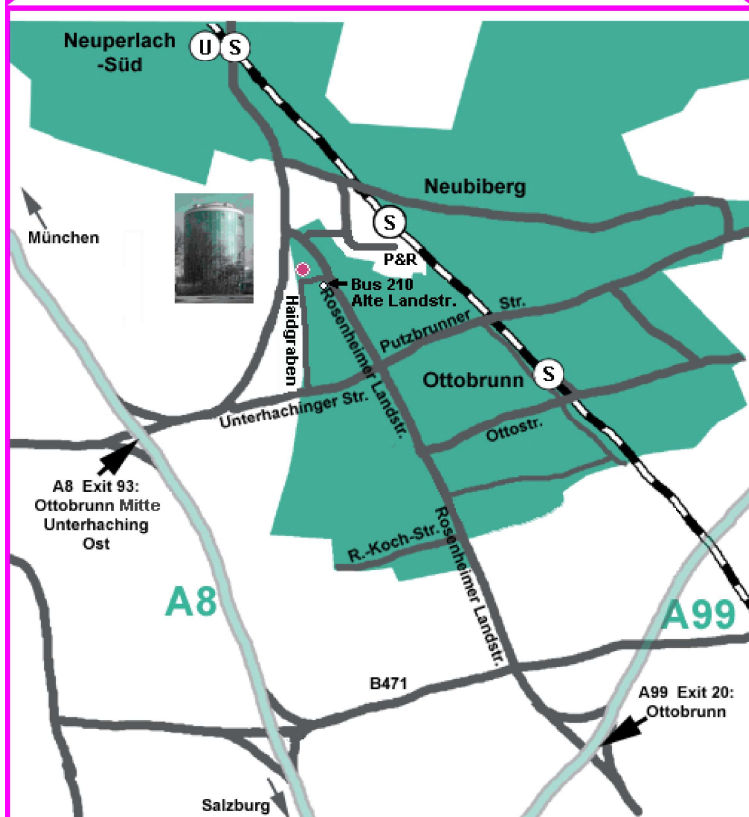 Neuperlach
-Süd
U S
Neubiberg
München
S
P&R
Bus 210
Alte Landstr.
Haidgraben
Rosenheimer Landstr.
Putzbrunner Str.
Ottobrunn
S
Unterhachinger Str.
Ottostr.
A8 Exit 93:
Ottobrunn Mitte
Unterhaching
Ost
R.-Koch-Str.
Rosenheimer Landstr.
A8
A99
B471
A99 Exit 20:
Ottobrunn
Salzburg